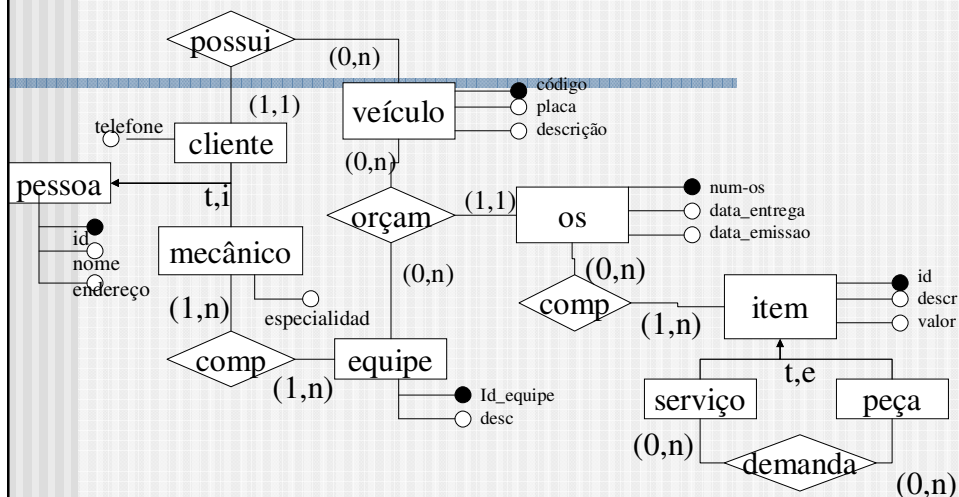 possui
(0,n)
código
placa
descrição
veículo
(1,1)
telefone
cliente
(0,n)
pessoa
t,i
orçam
(1,1)
os
num-os
data_entrega
data_emissao
id
nome
endereço
mecânico
(0,n)
(0,n)
(1,n)
especialidad
comp
(1,n)
item
id
descr
valor
comp
(1,n)
equipe
t,e
Id_equipe
desc
serviço
peça
(0,n)
demanda
(0,n)